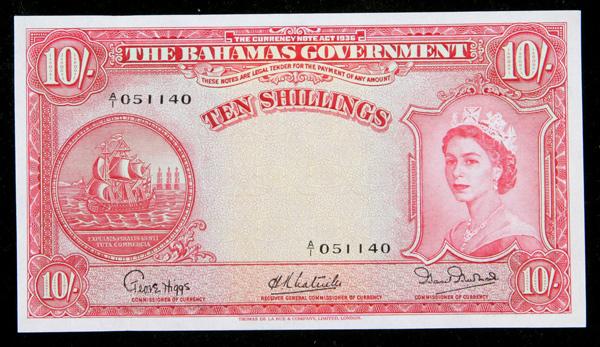 THE CURRENCY NOTE ACT 1936
10/- THE BAHAMAS GOVERNMENT 10/-
THESE NOTES ARE LEGAL TENDER FOR THE PAYMENT OF ANY AMOUNT
A/1 051140
TEN SHILLINGS
EXPULSIS PIRATIS RESTITUTA COMMERCIA
A/1 051140
10/- 10/-
COMMISSIONER OF CURRENCY RECEIVER GENERAL COMMISSIONER OF CURRENCY COMMISSIONER OF CURRENCY
THOMAS DE LA RUE & COMPANY, LIMITED, LONDON.